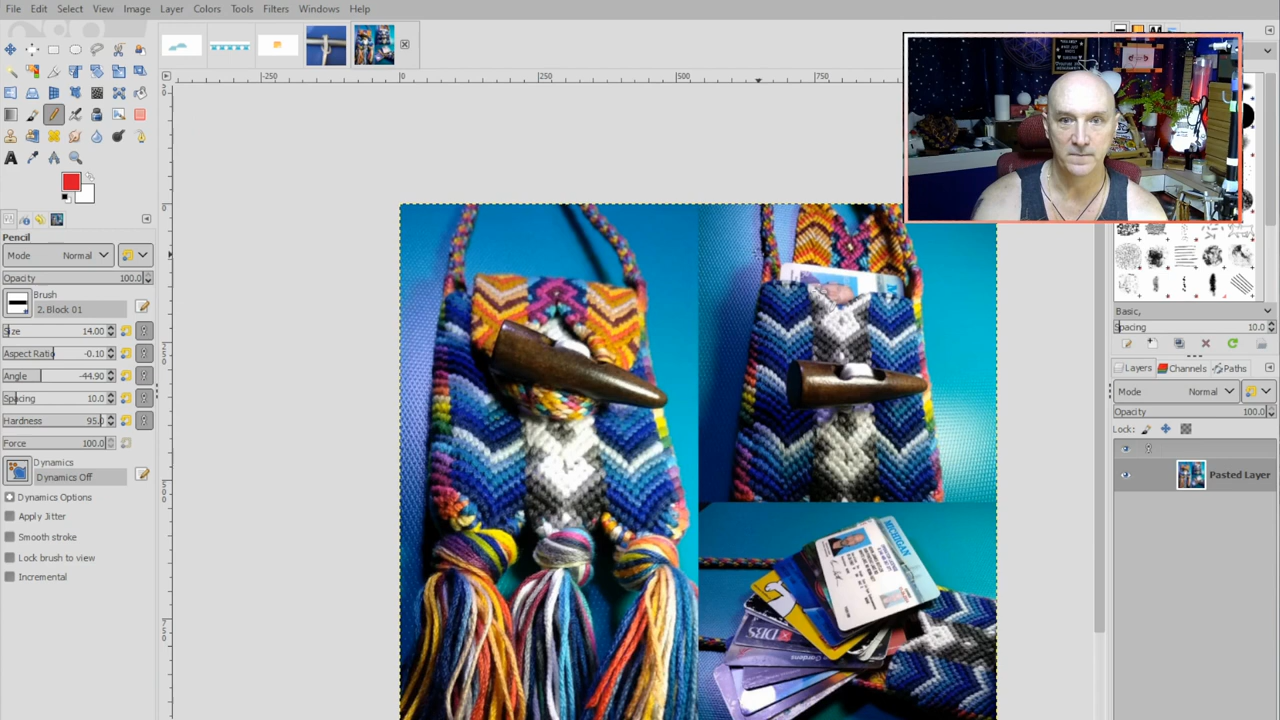 File Edit Select View Image Layer Colors Tools Filters Windows Help
-250 0 250 500 750
Pencil
Mode Normal
Opacity 100.0
Brush
2. Block 01
Size 14.00
Aspect Ratio -0.10
Angle -44.90
Spacing 10.0
Hardness 95.0
Force 100.0
Dynamics
Dynamics Off
Dynamics Options
Apply Jitter
Smooth stroke
Lock brush to view
Incremental
Basic,
Spacing 10.0
Layers Channels Paths
Mode Normal
Opacity 100.0
Lock:
Pasted Layer
MICHIGAN
DBS
Gardens